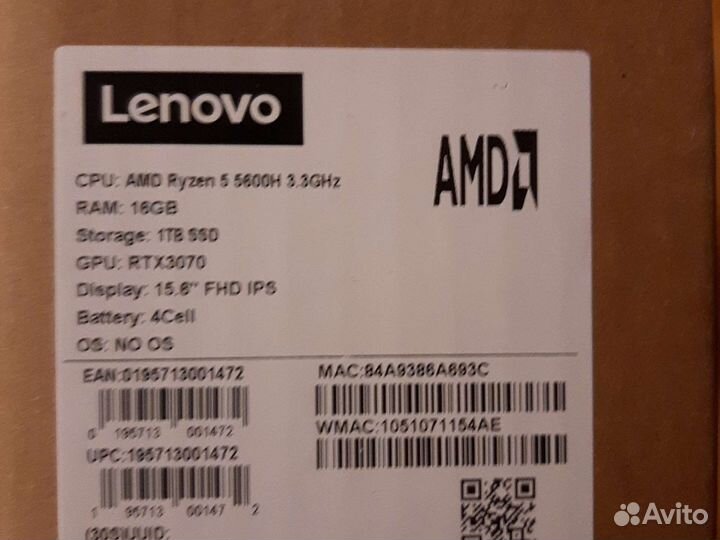 Lenovo
AMD
CPU: AMD Ryzen 5 5600H 3.3GHz
RAM: 16GB
Storage: 1TB SSD
GPU: RTX3070
Display: 15.6" FHD IPS
Battery: 4Cell
OS: NO OS
EAN:0195713001472
0 195713 001472
UPC:195713001472
1 95713 00147 2
(30S)UUID:
MAC:84A9386A693C
WMAC:1051071154AE
Avito